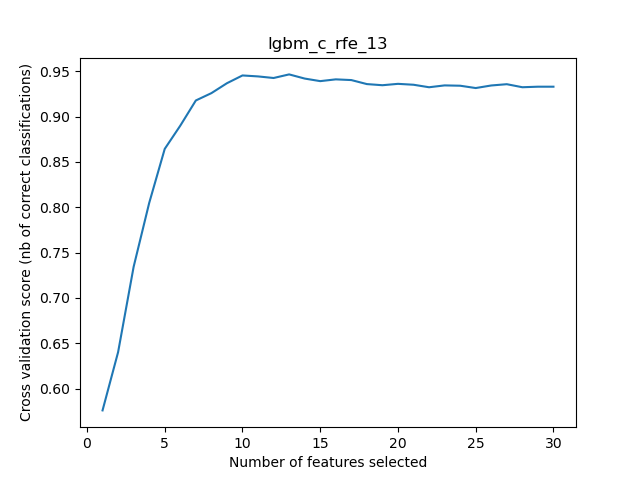 lgbm_c_rfe_13
Cross validation score (nb of correct classifications)
0.95
0.90
0.85
0.80
0.75
0.70
0.65
0.60
0 5 10 15 20 25 30
Number of features selected